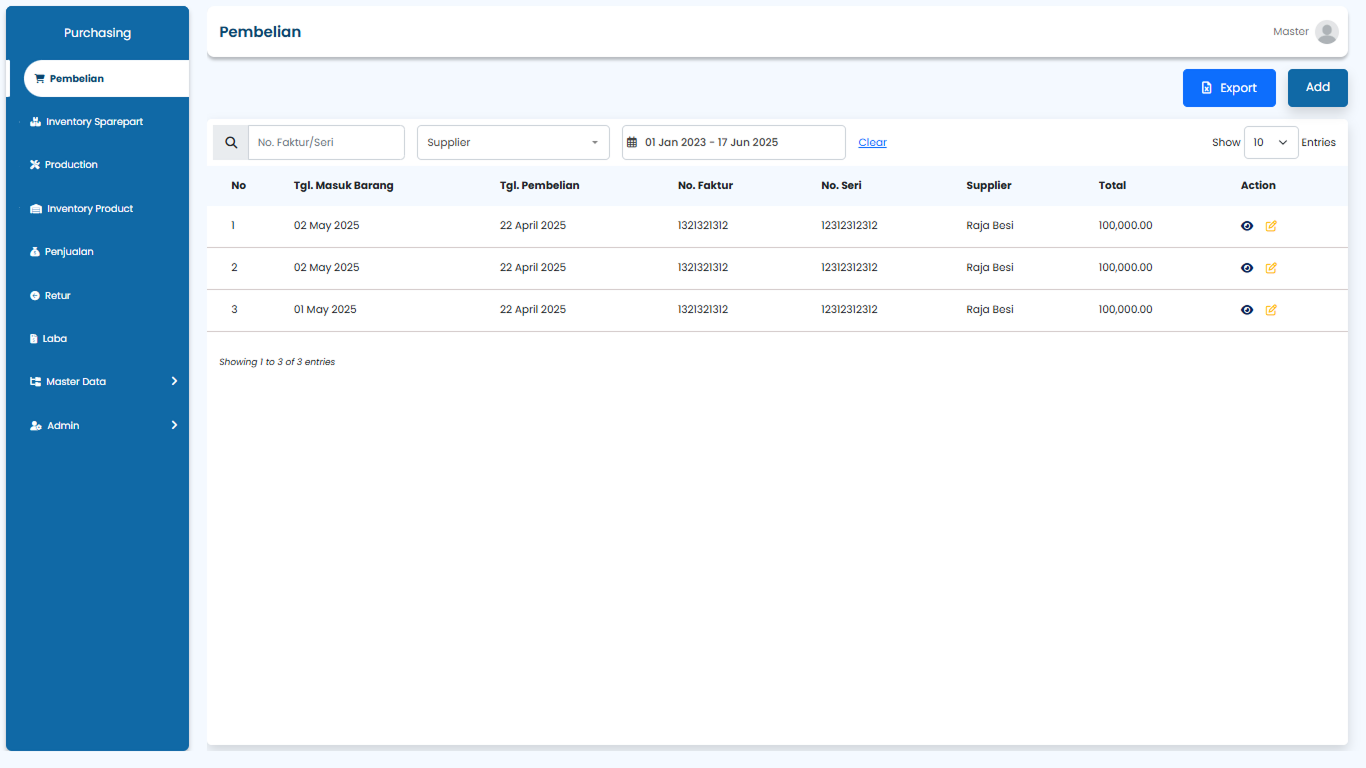 Purchasing
Pembelian
Inventory Sparepart
Production
Inventory Product
Penjualan
Retur
Laba
Master Data
Admin
Pembelian
Master
Export
Add
No. Faktur/Seri
Supplier
01 Jan 2023 - 17 Jun 2025
Clear
Show 10 Entries
No Tgl. Masuk Barang Tgl. Pembelian No. Faktur No. Seri Supplier Total Action
1 02 May 2025 22 April 2025 1321321312 12312312312 Raja Besi 100,000.00
2 02 May 2025 22 April 2025 1321321312 12312312312 Raja Besi 100,000.00
3 01 May 2025 22 April 2025 1321321312 12312312312 Raja Besi 100,000.00
Showing 1 to 3 of 3 entries